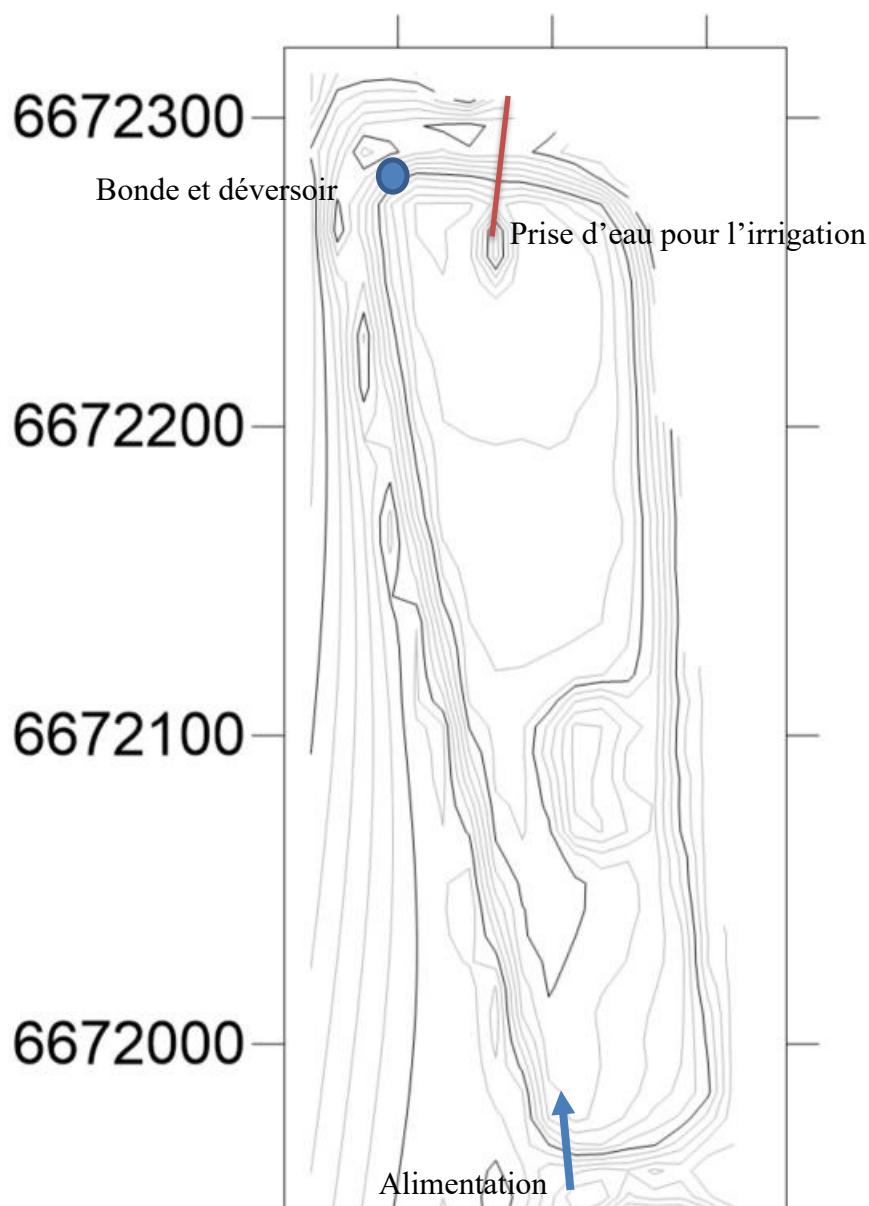 6672300
Bonde et déversoir
Prise d’eau pour l’irrigation
6672200
6672100
6672000
Alimentation